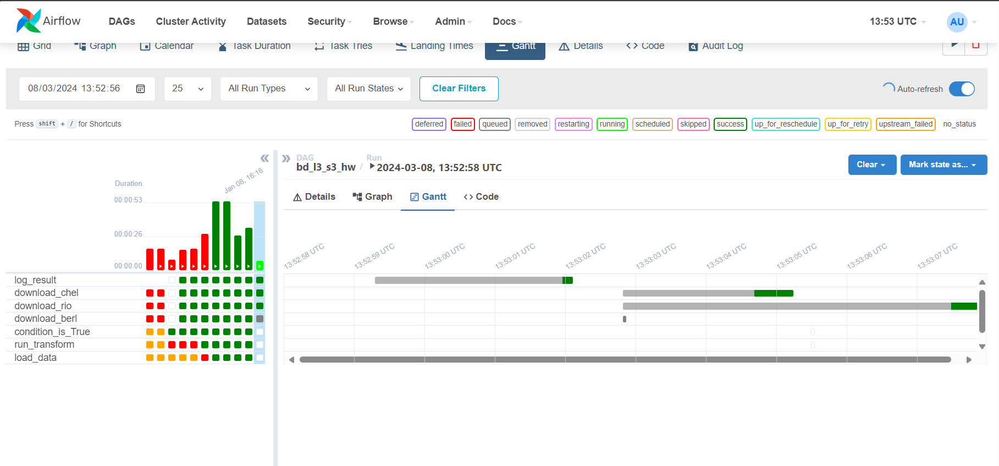 Airflow DAGs Cluster Activity Datasets Security Browse Admin Docs 13:53 UTC AU
Grid Graph Calendar Task Duration Task Tries Landing Times Gantt Details Code Audit Log
08/03/2024 13:52:56 25 All Run Types All Run States Clear Filters Auto-refresh
Press shift + / for Shortcuts deferred failed queued removed restarting running scheduled skipped success up_for_reschedule up_for_retry upstream_failed no_status
DAG Run
bd_l3_s3_hw / 2024-03-08, 13:52:58 UTC Clear Mark state as...
Jan 08, 16:16
Duration
00:00:53
00:00:26
00:00:00
Details Graph Gantt Code
13:52:58 UTC 13:52:59 UTC 13:53:00 UTC 13:53:01 UTC 13:53:02 UTC 13:53:03 UTC 13:53:04 UTC 13:53:05 UTC 13:53:06 UTC 13:53:07 UTC
log_result
download_chel
download_rio
download_berl
condition_is_True
run_transform
load_data